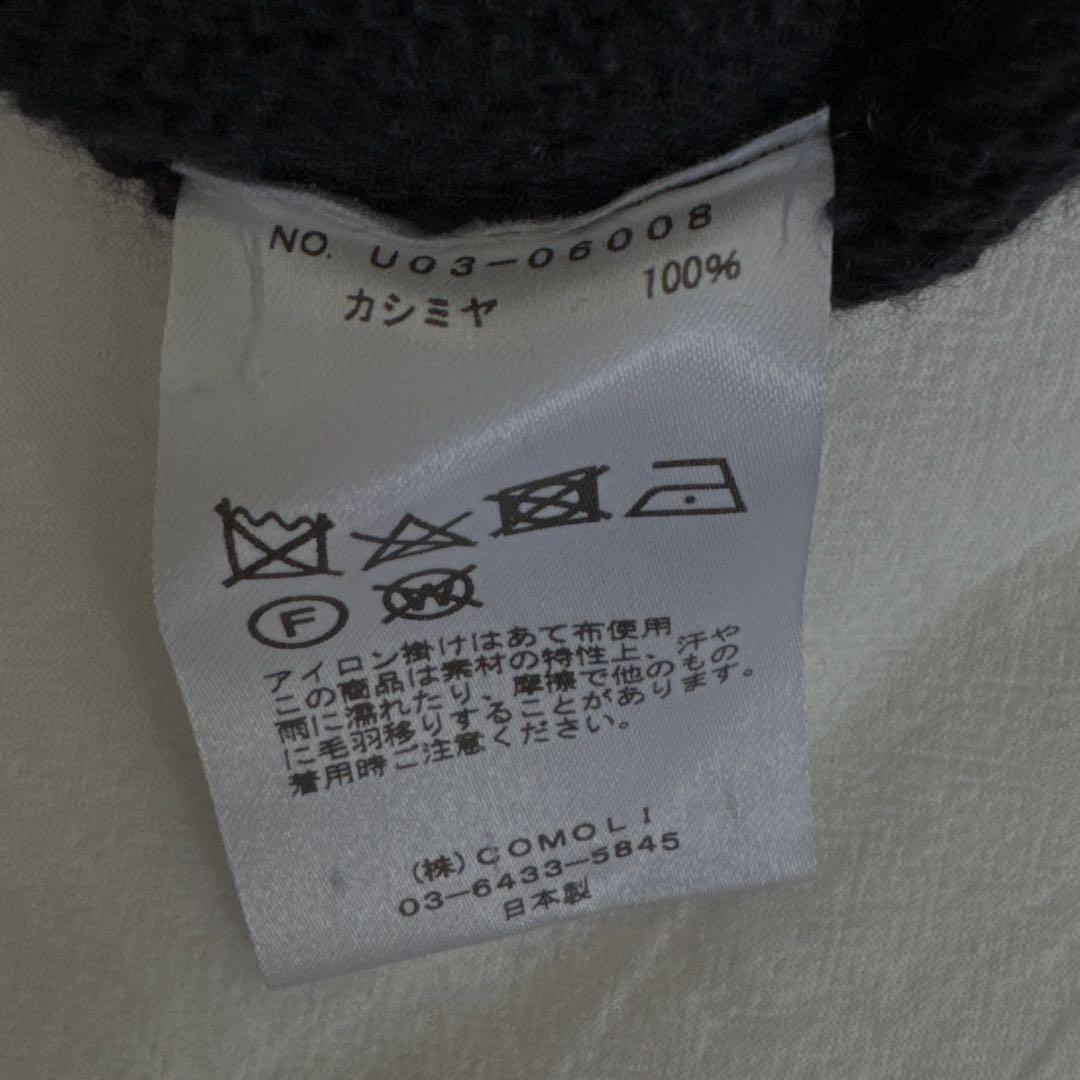 NO. U03-06008
カシミヤ 100%
F
W
アイロン掛けはあて布使用
この商品は素材の特性上、汗や
雨に濡れたり、摩擦で他のもの
に毛羽移りすることがあります。
着用時ご注意ください。
(株)COMOLI
03-6433-5845
日本製